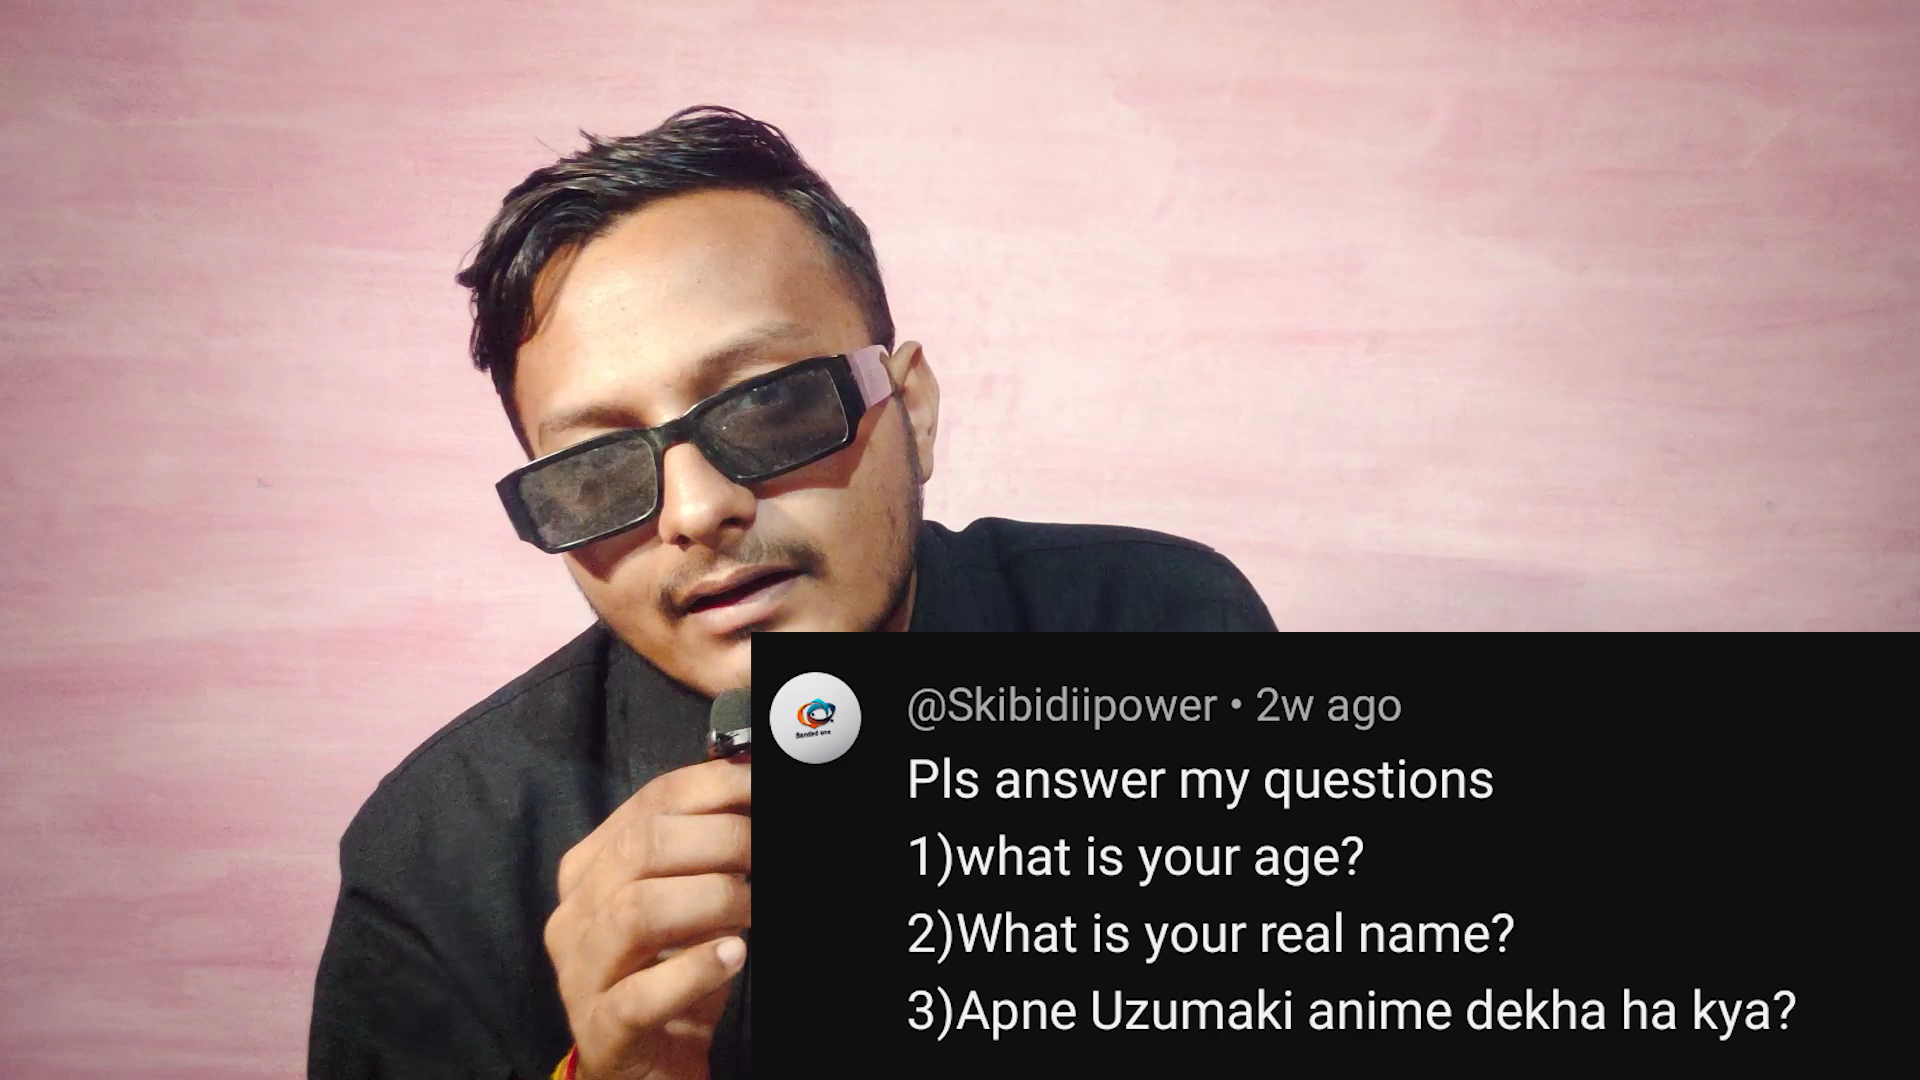 @Skibidiipower • 2w ago
Pls answer my questions
1)what is your age?
2)What is your real name?
3)Apne Uzumaki anime dekha ha kya?